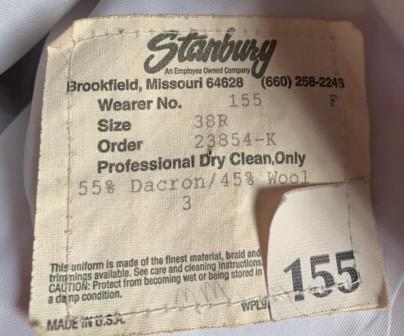 Stanbury
An Employee Owned Company
Brookfield, Missouri 64628 (660) 258-2245
Wearer No. 155 F
Size 38R
Order 23854-K
Professional Dry Clean,Only
55% Dacron/45% Wool
3
This uniform is made of the finest material, braid and
trimmings available. See care and cleaning instructions.
CAUTION: Protect from becoming wet or being stored in
a damp condition.
MADE IN U.S.A.
155